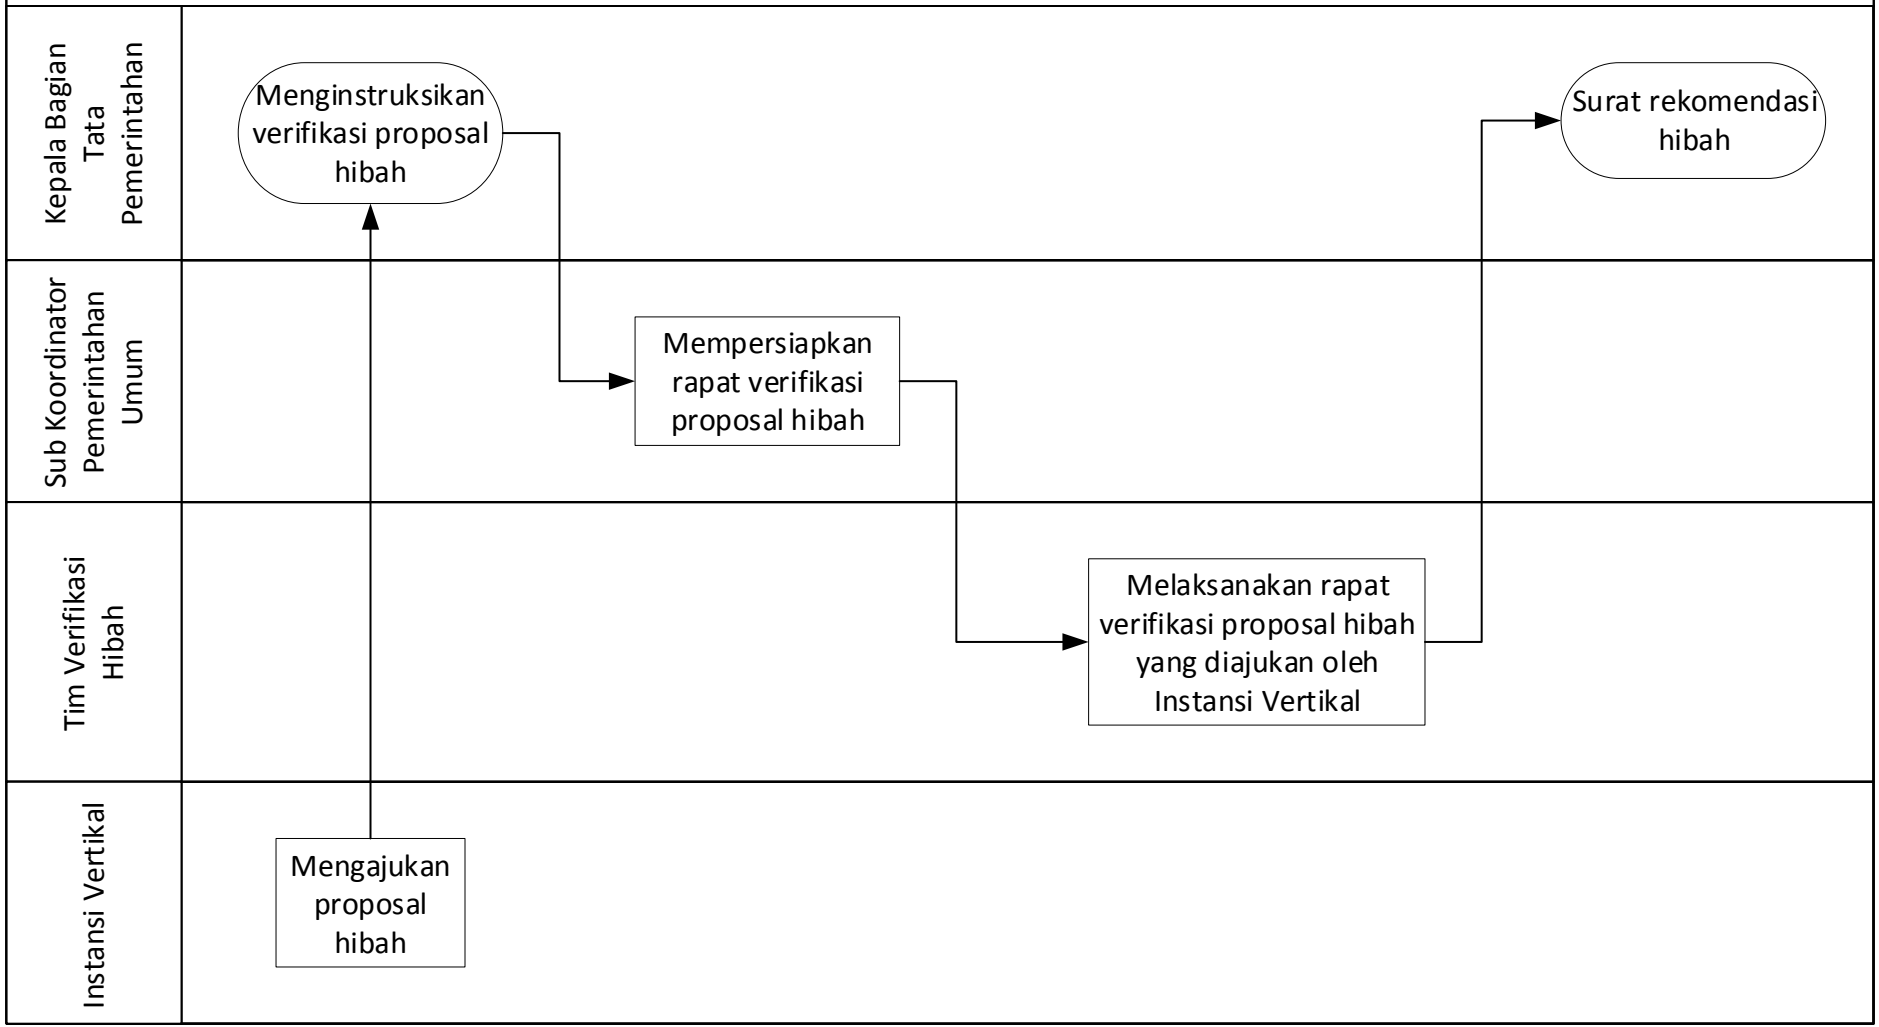 Kepala Bagian
Tata
Pemerintahan
Menginstruksikan
verifikasi proposal
hibah
Surat rekomendasi
hibah
Sub Koordinator
Pemerintahan
Umum
Mempersiapkan
rapat verifikasi
proposal hibah
Tim Verifikasi
Hibah
Melaksanakan rapat
verifikasi proposal hibah
yang diajukan oleh
Instansi Vertikal
Instansi Vertikal
Mengajukan
proposal
hibah